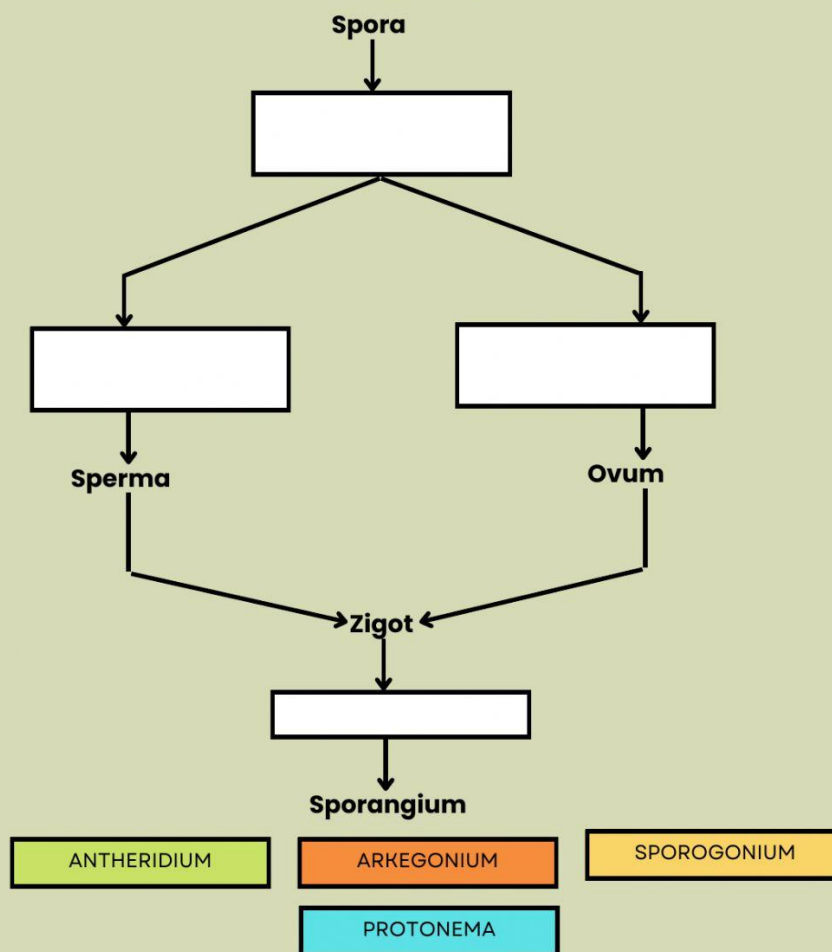 Spora
Sperma
Ovum
Zigot
Sporangium
ANTHERIDIUM
ARKEGONIUM
SPOROGONIUM
PROTONEMA